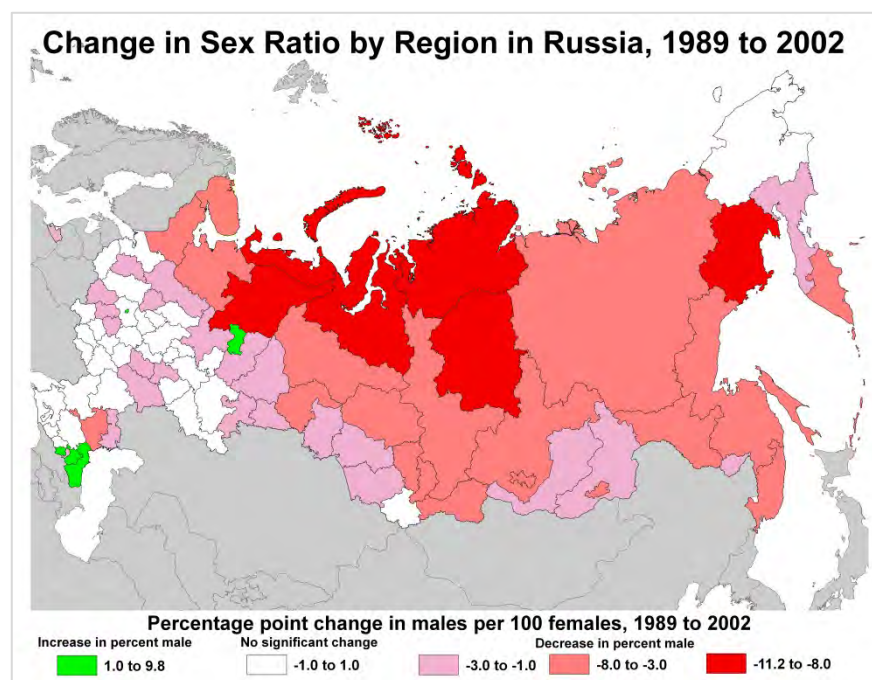 Change in Sex Ratio by Region in Russia, 1989 to 2002
Percentage point change in males per 100 females, 1989 to 2002
Increase in percent male No significant change Decrease in percent male
1.0 to 9.8 -1.0 to 1.0 -3.0 to -1.0 -8.0 to -3.0 -11.2 to -8.0